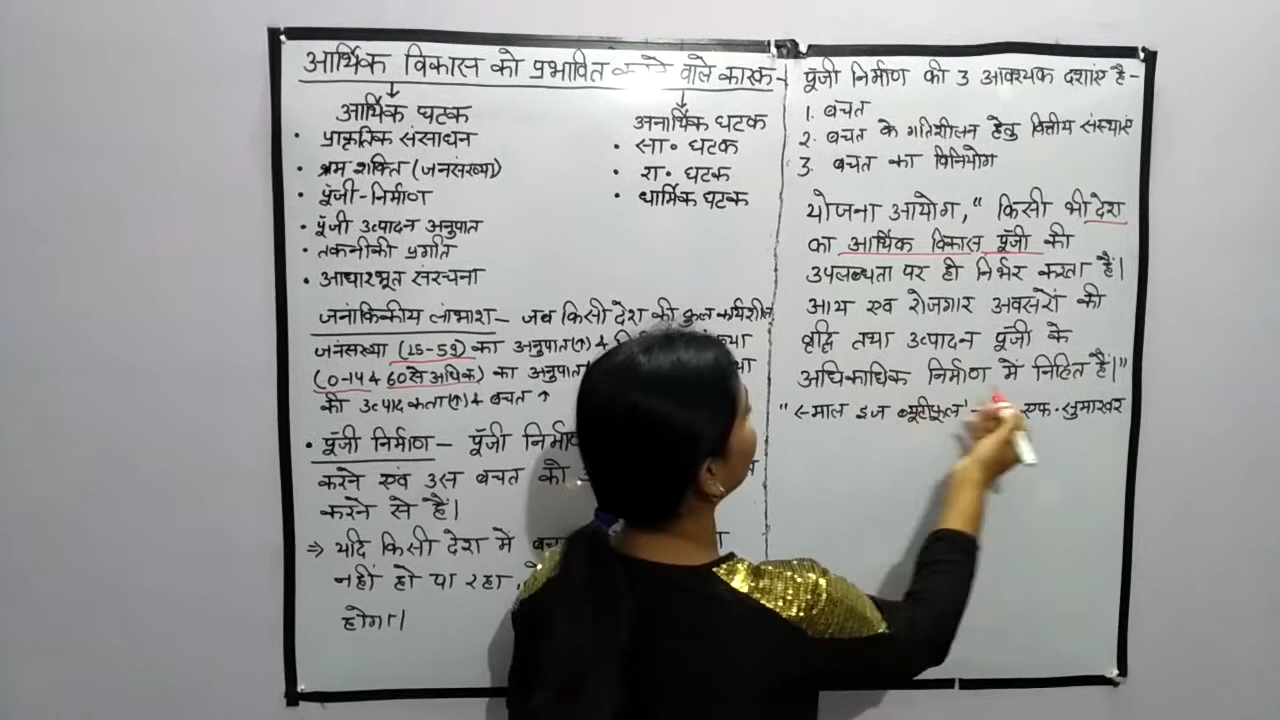 आर्थिक विकास को प्रभावित करने वाले कारक -
आर्थिक घटक
• प्राकृतिक संसाधन
• श्रम शक्ति (जनसंख्या)
• पूँजी-निर्माण
• पूँजी उत्पादन अनुपात
• तकनीकी प्रगति
• आधारभूत संरचना
अनार्थिक घटक
• सा॰ घटक
• रा॰ घटक
• धार्मिक घटक
जनांकिकीय लाभांश - जब किसी देश की कुल कार्यशील
जनसंख्या (15-59) का अनुपात(↑) &
(0-14 & 60 से अधिक) का अनुपात
की उत्पादकता(↑) & बचत ↑
• पूँजी निर्माण - पूँजी निर्मा
करने एवं उस बचत को
करने से हैं।
⇒ यदि किसी देश में बच
नहीं हो पा रहा,
होगा।
पूँजी निर्माण की 3 आवश्यक दशाएं है -
1. बचत
2. बचत के गतिशीलन हेतु वित्तीय संस्थाएं
3. बचत का विनियोग
योजना आयोग, " किसी भी देश
का आर्थिक विकास पूँजी की
उपलब्धता पर ही निर्भर करता हैं।
आय एवं रोजगार अवसरों की
वृद्धि तथा उत्पादन पूँजी के
अधिकाधिक निर्माण में निहित हैं।"
"स्माल इज ब्यूटीफूल' - एफ॰ शुमाखर